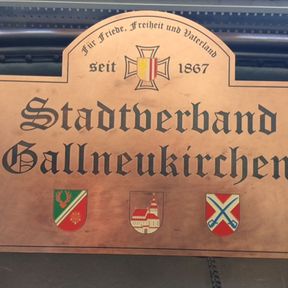 Für Friede, Freiheit und Vaterland
seit 1867
Stadtverband
Gallneukirchen